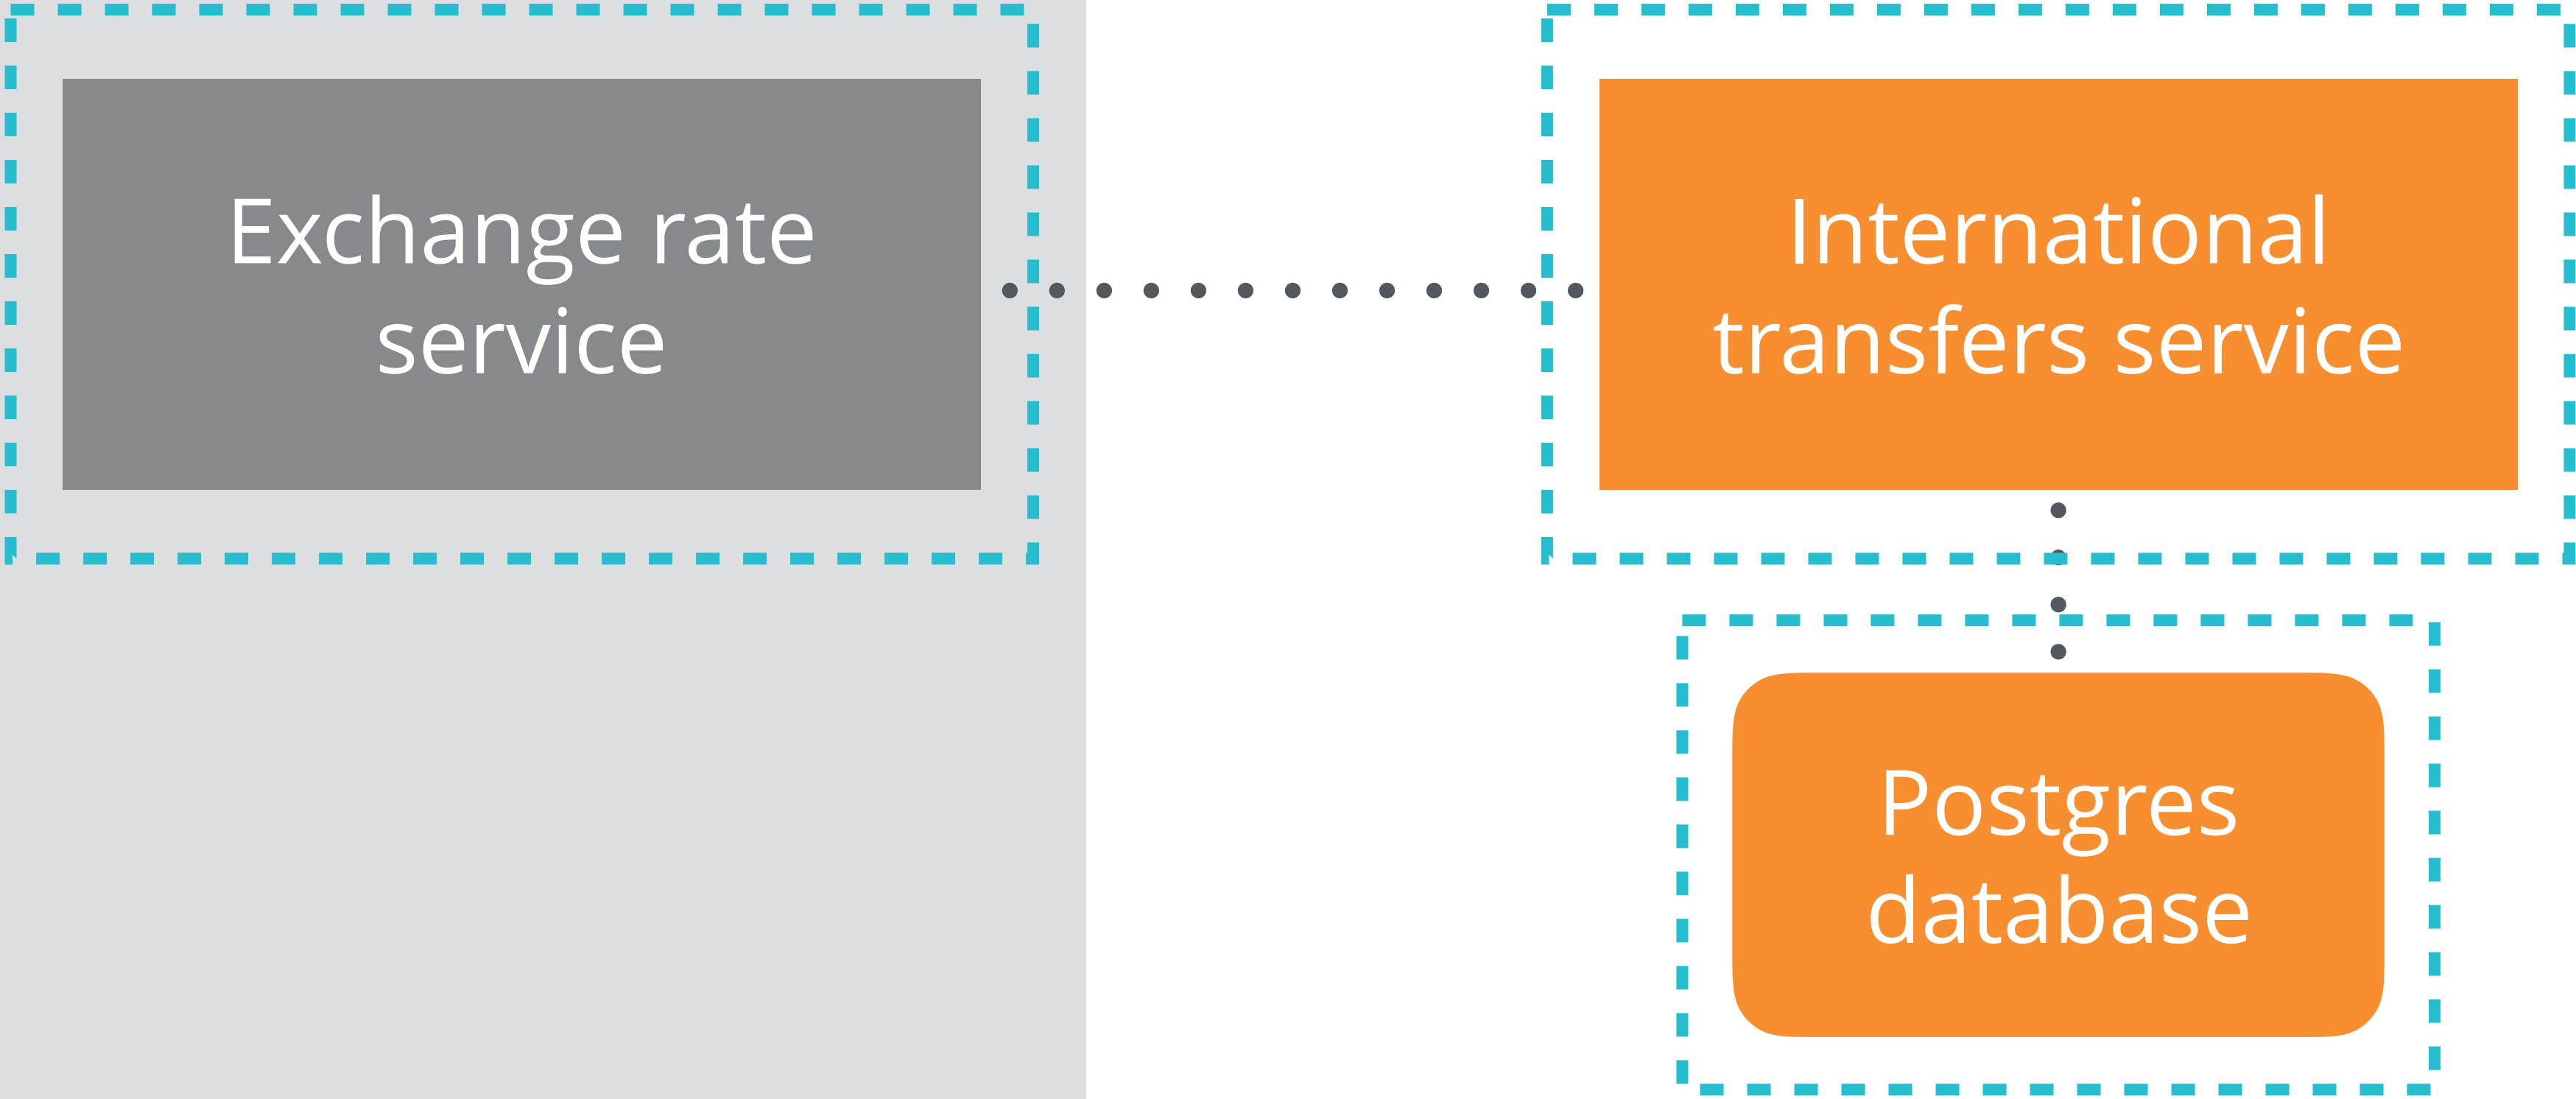 Exchange rate
service
International
transfers service
Postgres
database